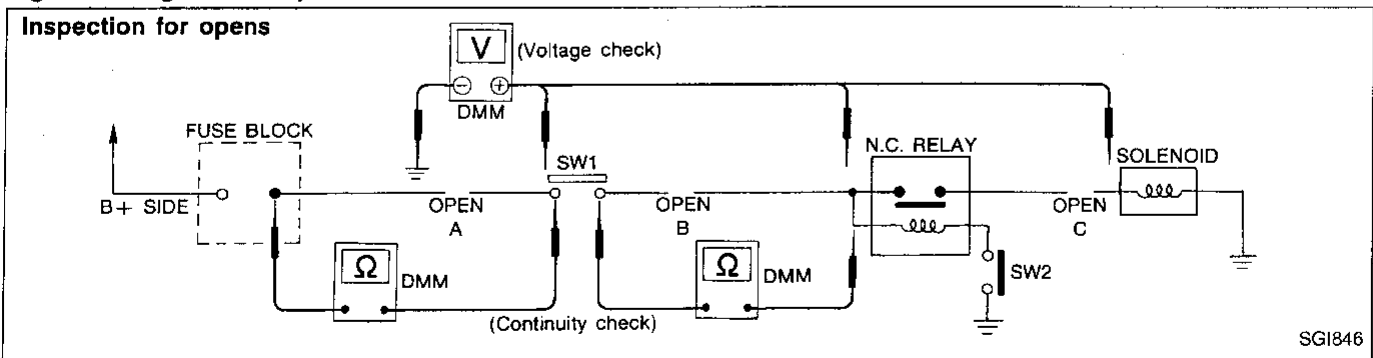 Inspection for opens
V
(Voltage check)
DMM
FUSE BLOCK
SW1
N.C. RELAY
SOLENOID
B+ SIDE
OPEN
A
OPEN
B
OPEN
C
Ω
DMM
Ω
DMM
SW2
(Continuity check)
SGI846